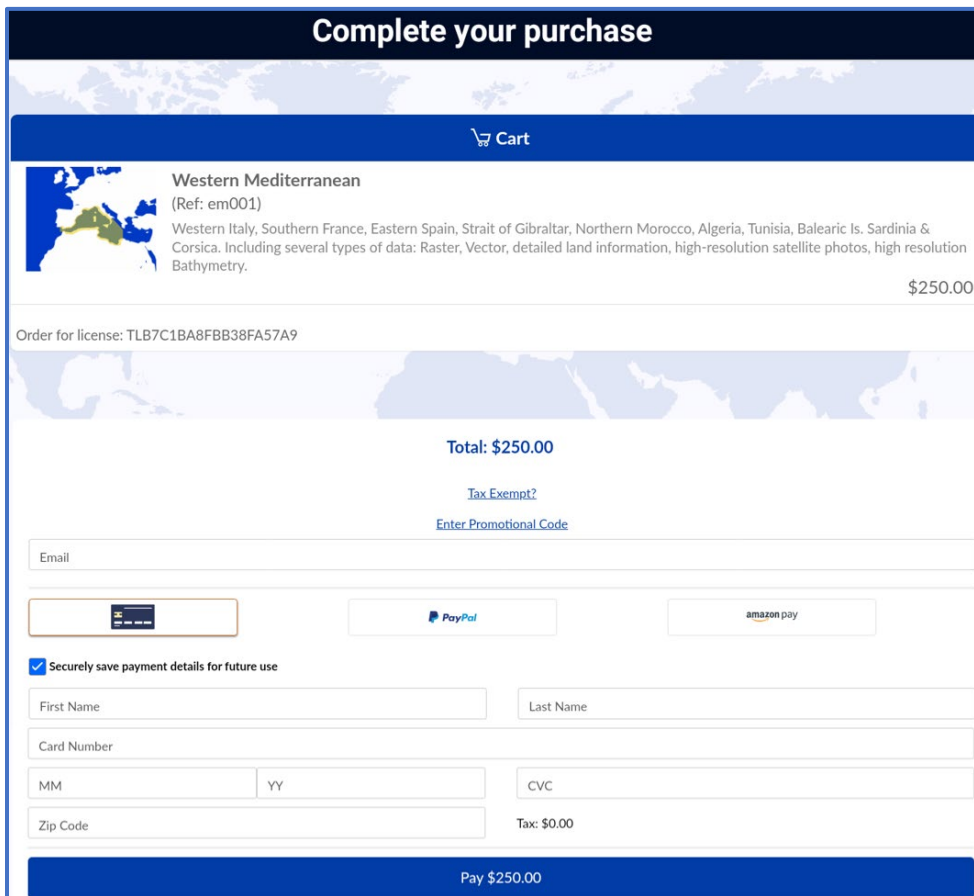 Complete your purchase
Cart
Western Mediterranean
(Ref: em001)
Western Italy, Southern France, Eastern Spain, Strait of Gibraltar, Northern Morocco, Algeria, Tunisia, Balearic Is. Sardinia &
Corsica. Including several types of data: Raster, Vector, detailed land information, high-resolution satellite photos, high resolution
Bathymetry.
$250.00
Order for license: TLB7C1BA8FBB38FA57A9
Total: $250.00
Tax Exempt?
Enter Promotional Code
Email
PayPal
amazon pay
Securely save payment details for future use
First Name
Last Name
Card Number
MM
YY
CVC
Zip Code
Tax: $0.00
Pay $250.00